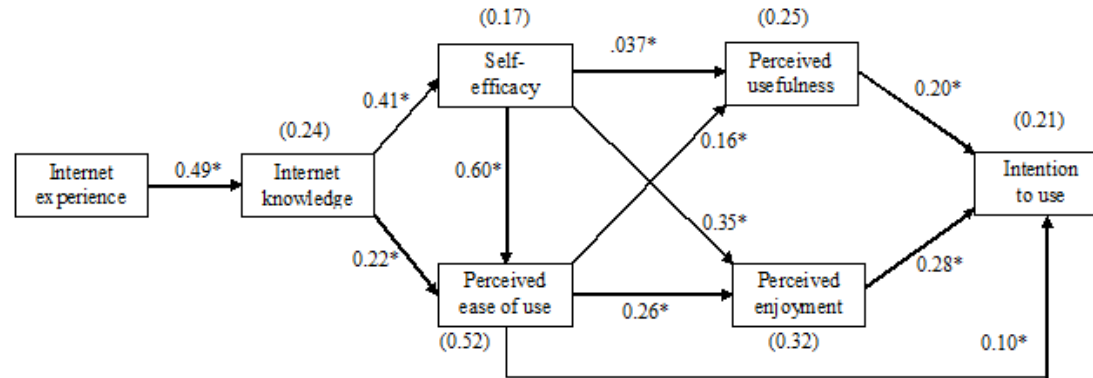 (0.17)
(0.25)
Self-
efficacy
.037*
Perceived
usefulness
0.41*
0.20*
(0.24)
(0.21)
0.16*
Internet
experience
0.49*
Internet
knowledge
0.60*
Intention
to use
0.35*
0.22*
Perceived
ease of use
0.26*
Perceived
enjoyment
0.28*
(0.52)
(0.32)
0.10*